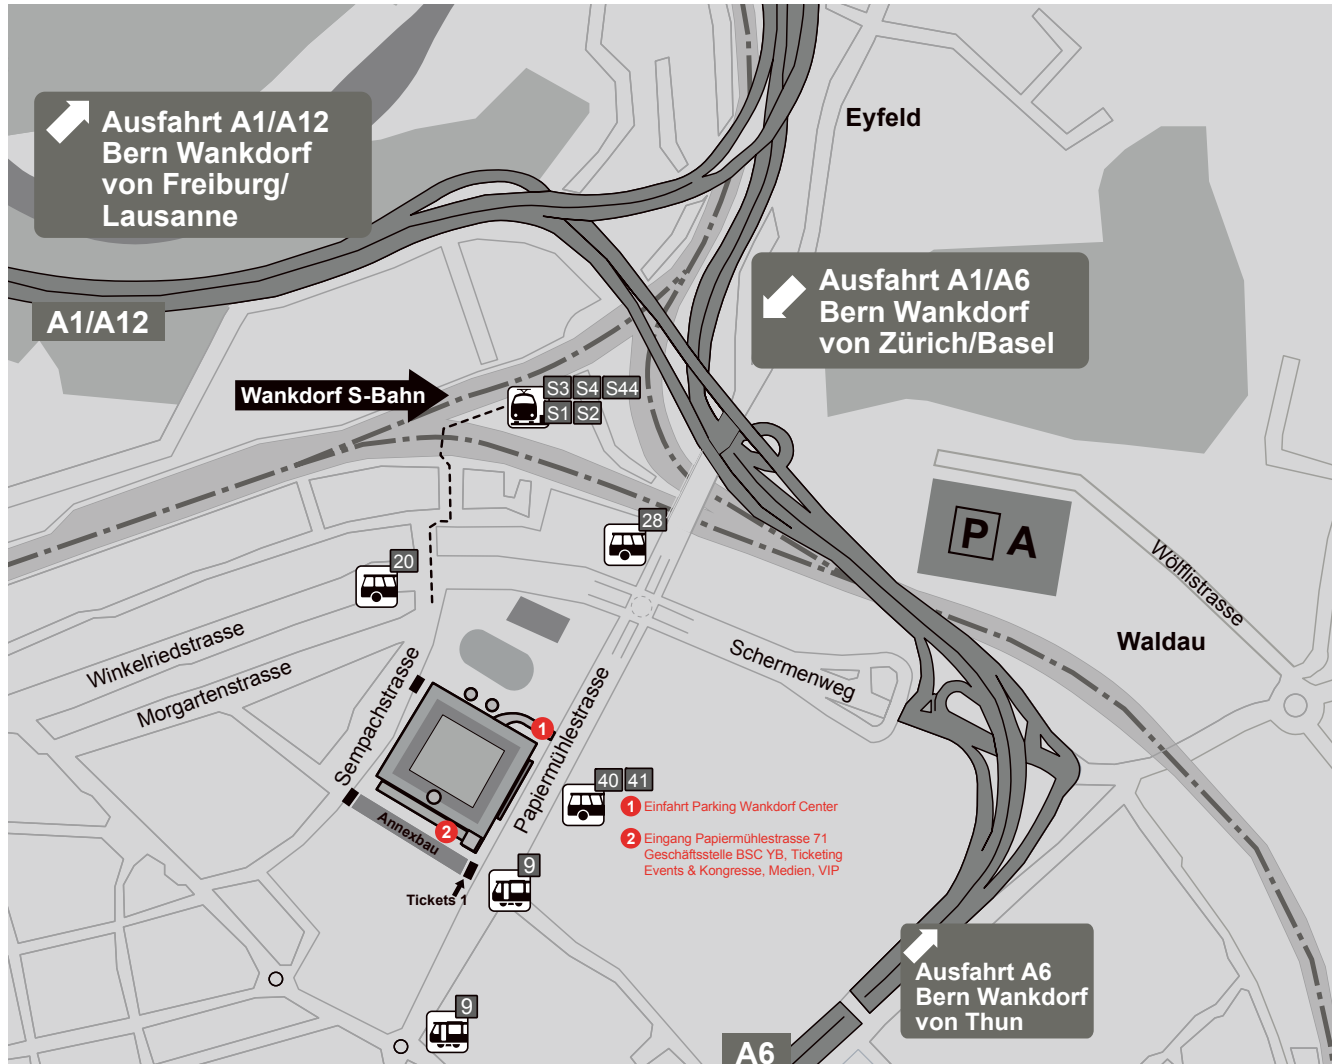 Ausfahrt A1/A12
Bern Wankdorf
von Freiburg/
Lausanne
Eyfeld
A1/A12
Ausfahrt A1/A6
Bern Wankdorf
von Zürich/Basel
Wankdorf S-Bahn
S3 S4 S44
S1 S2
28
P A
20
Wölflistrasse
Waldau
Winkelriedstrasse
Morgartenstrasse
Sempachstrasse
Papiermühlestrasse
Schermenweg
1
40 41
1 Einfahrt Parking Wankdorf Center
2
Annexbau
2 Eingang Papiermühlestrasse 71
Geschäftsstelle BSC YB, Ticketing
Events & Kongresse, Medien, VIP
9
Tickets 1
9
Ausfahrt A6
Bern Wankdorf
von Thun
A6